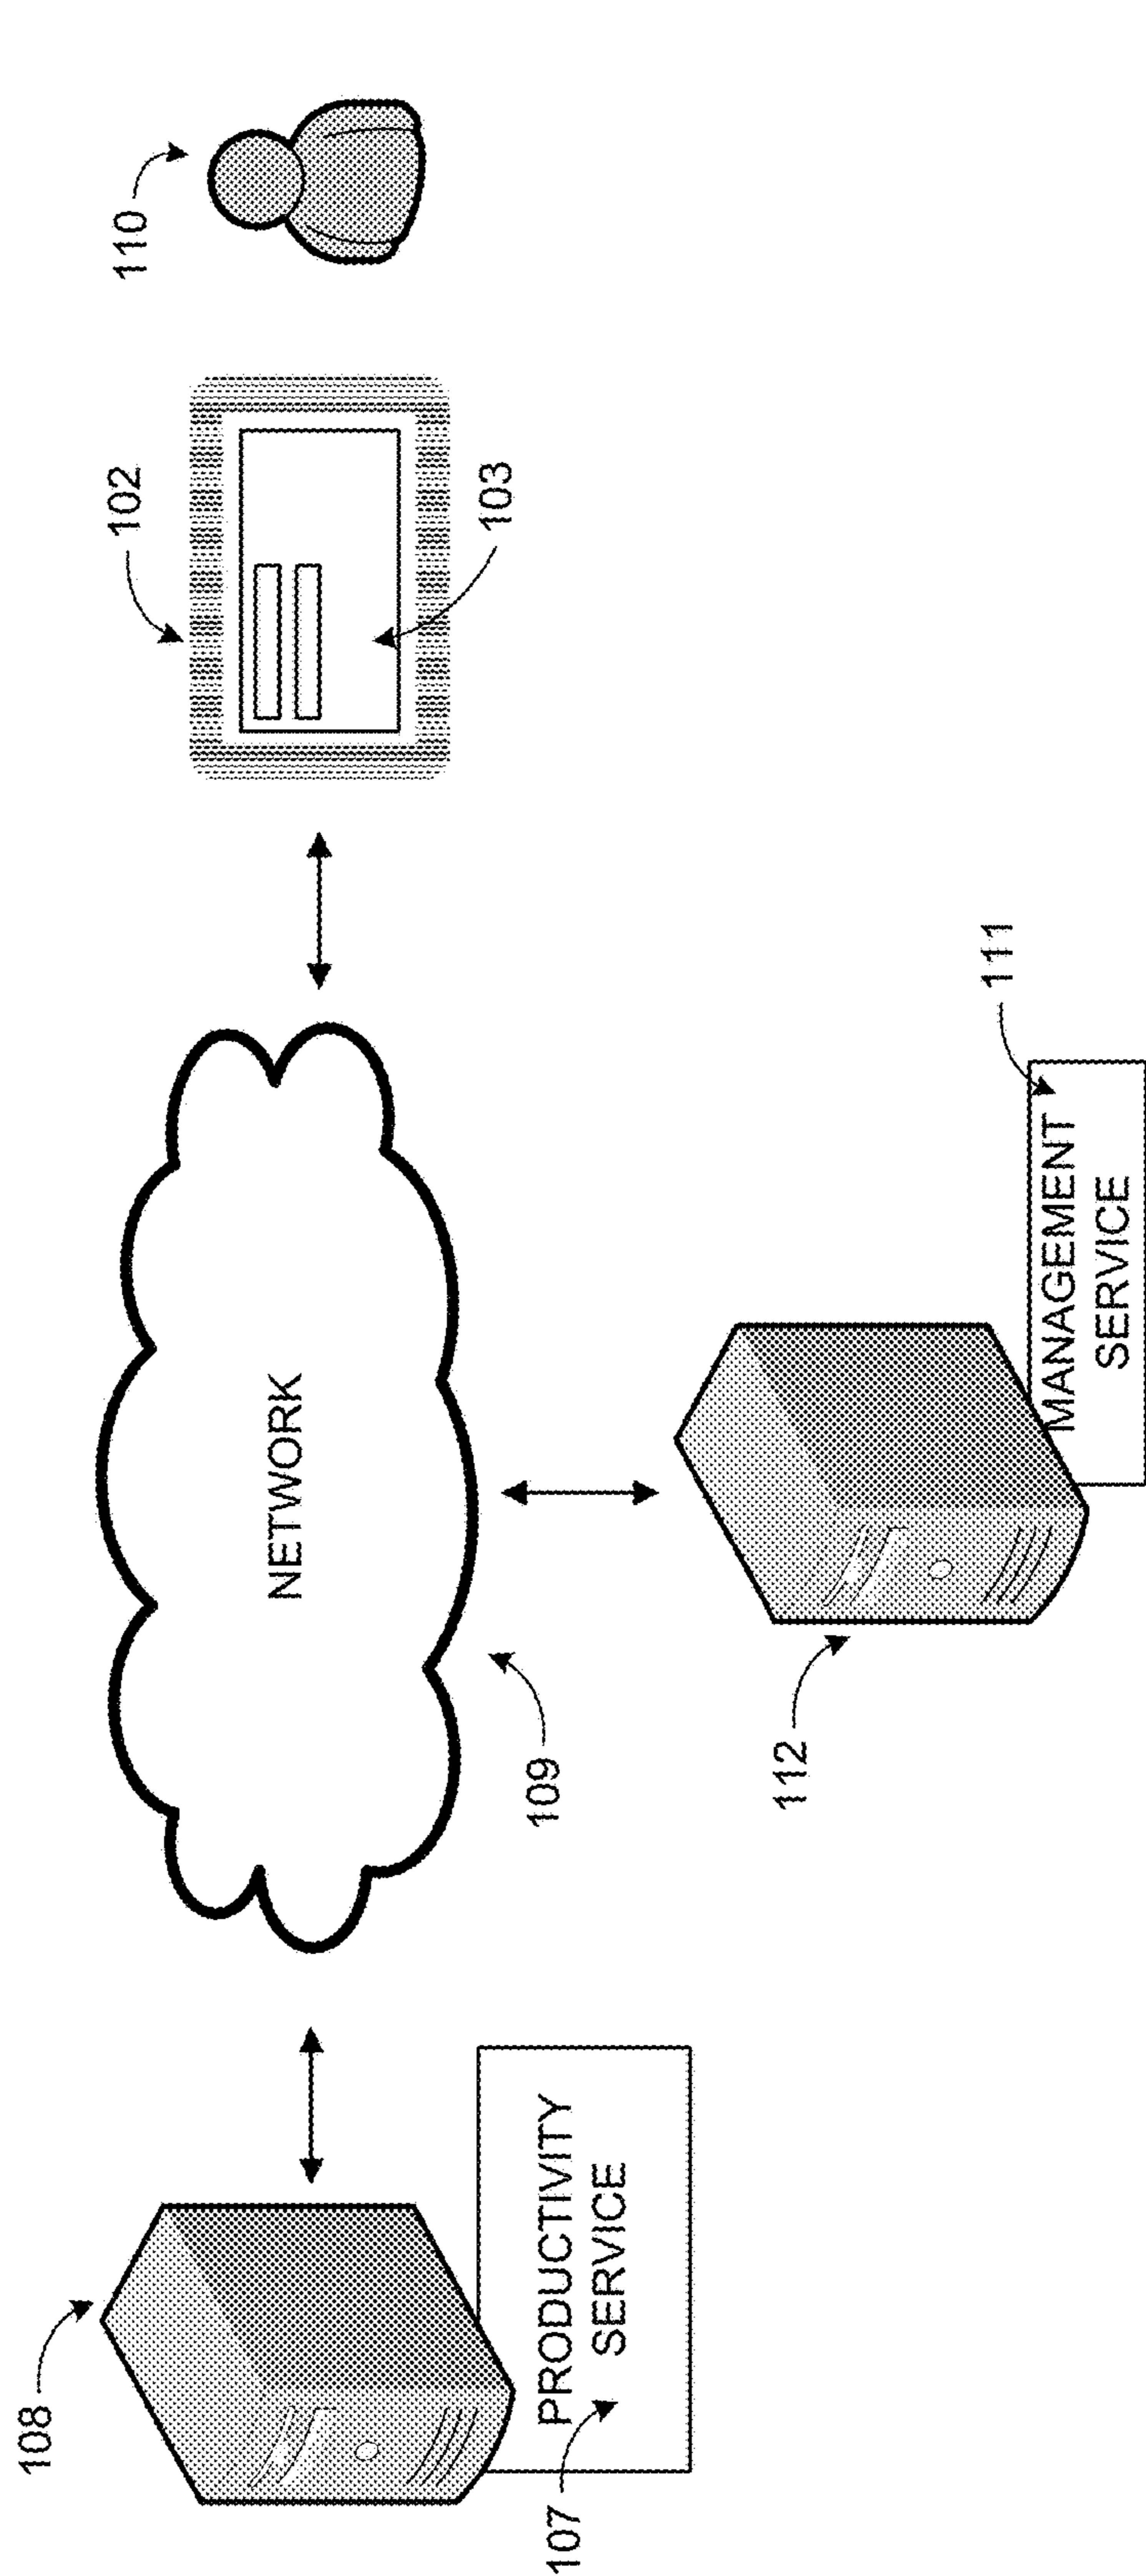 108
107
PRODUCTIVITY
SERVICE
NETWORK
109
112
MANAGEMENT
SERVICE
111
102
103
110